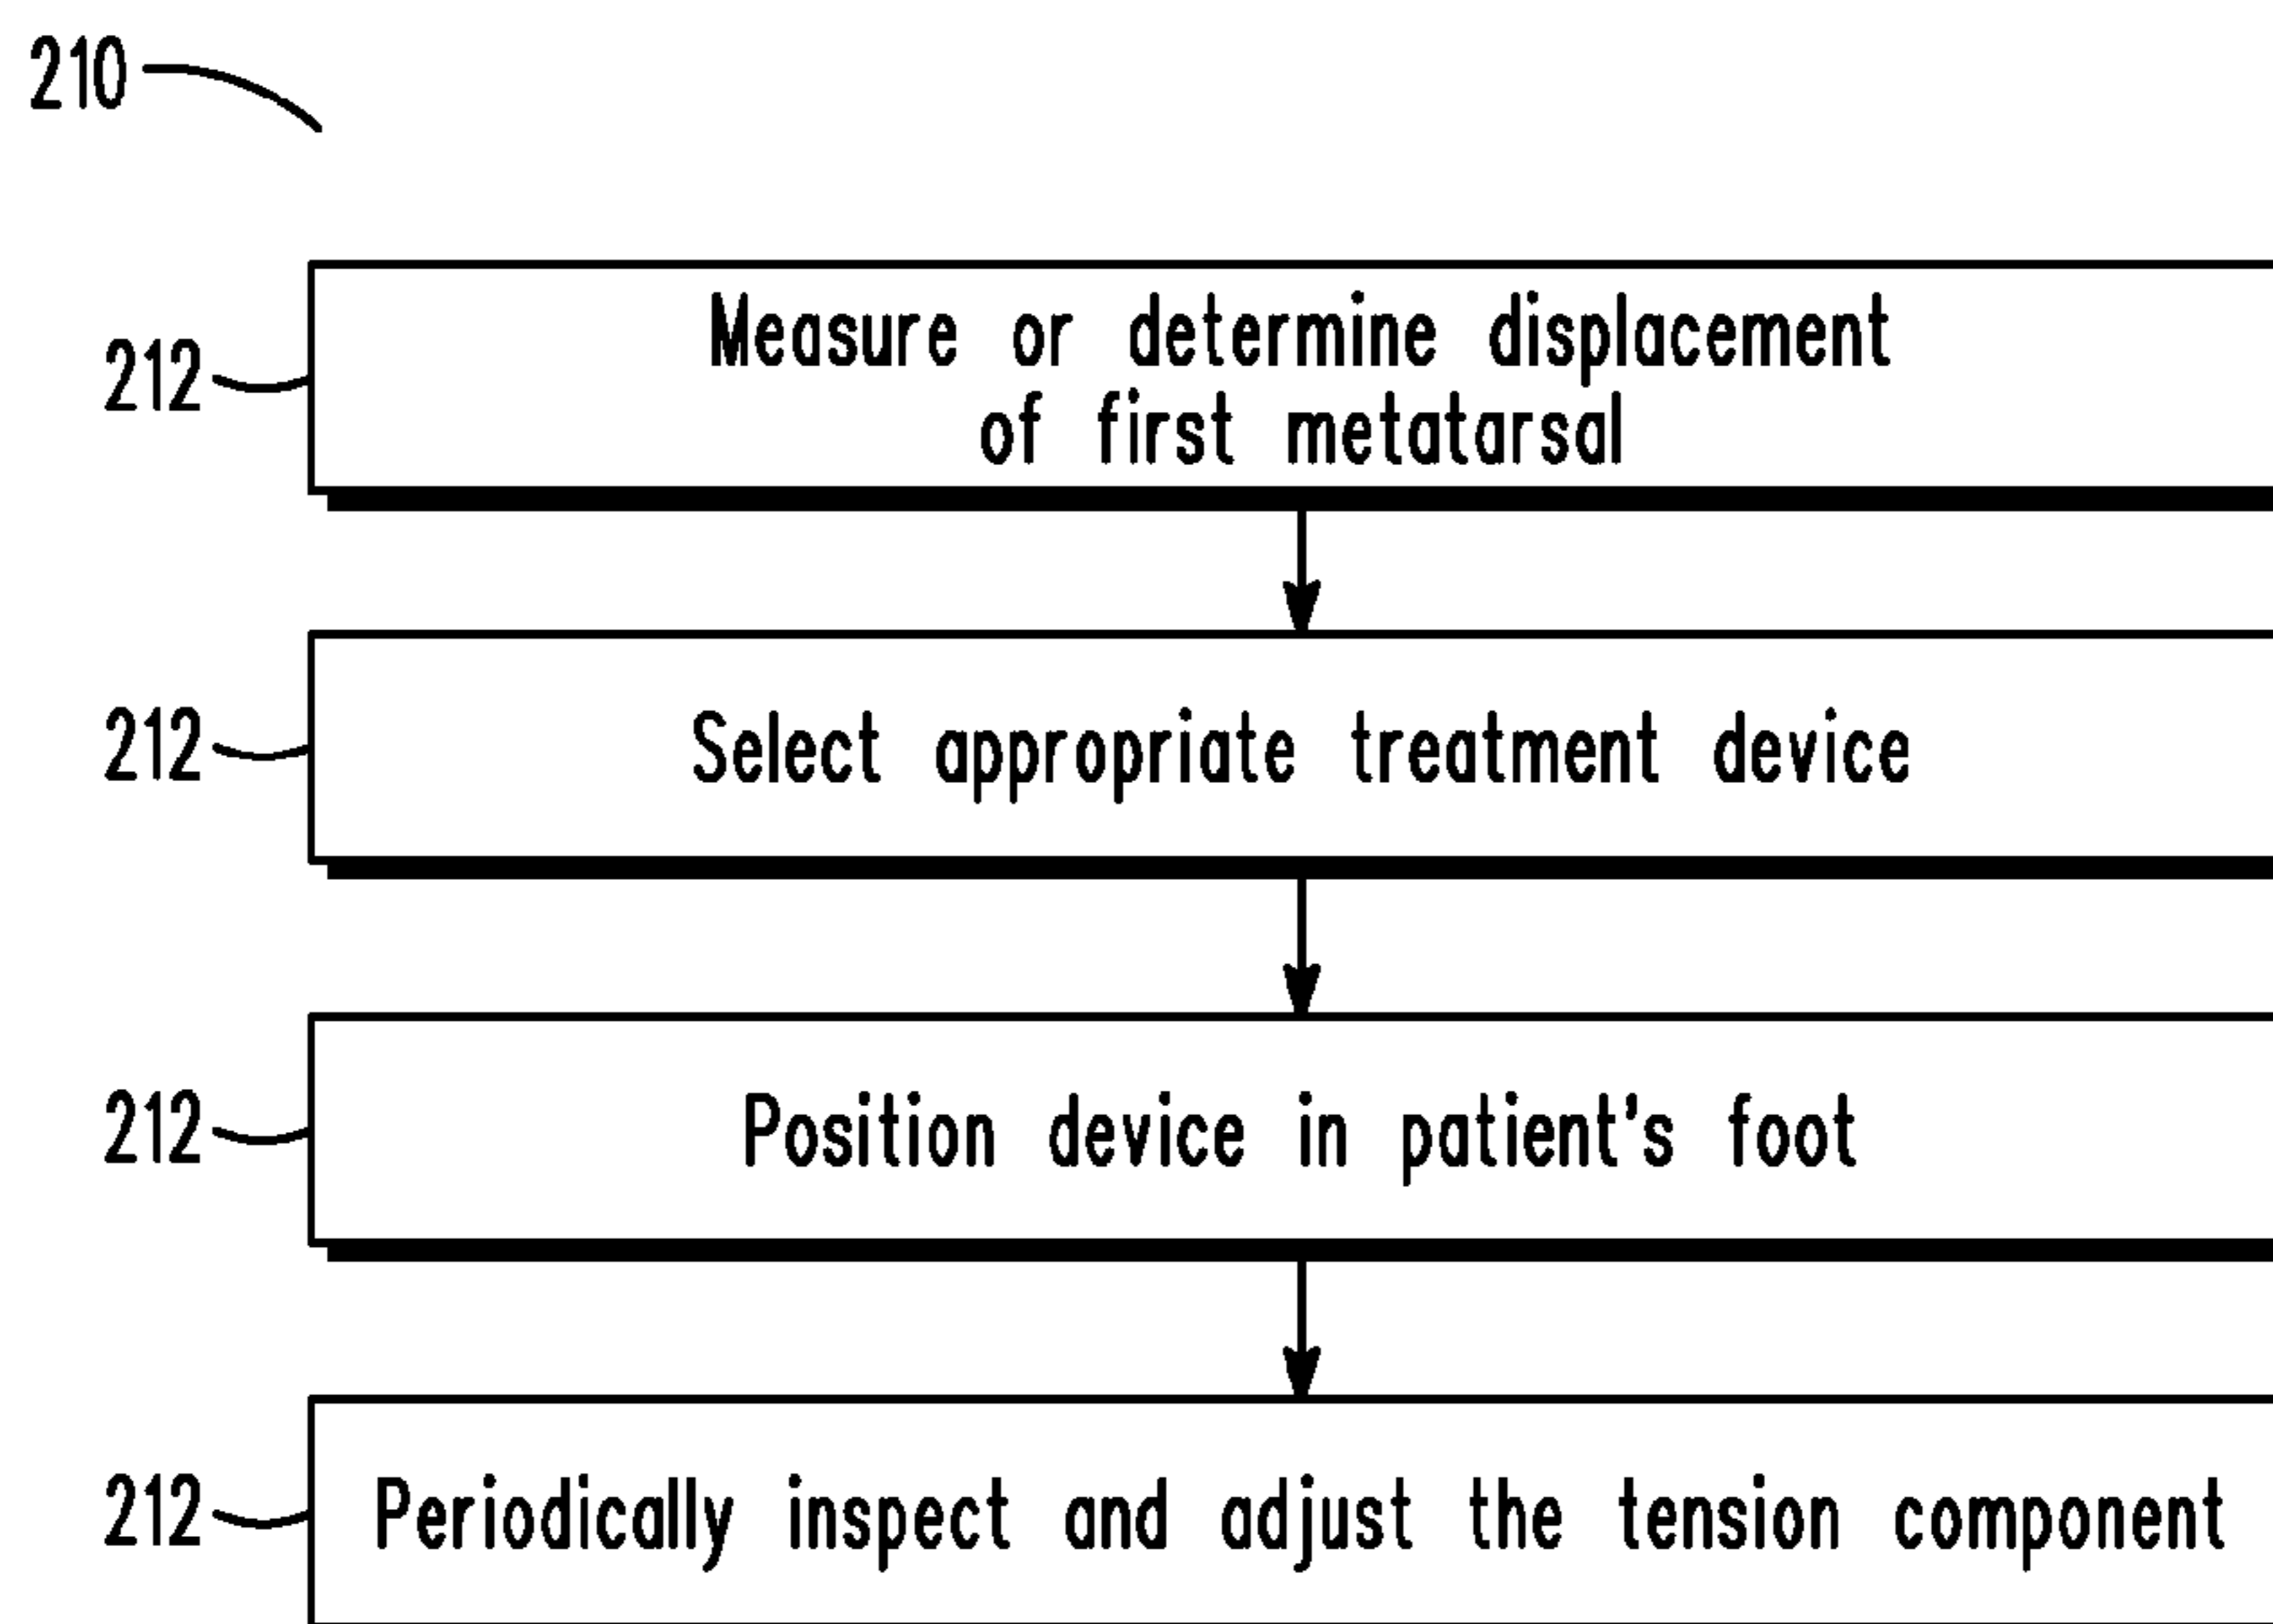 210
212
Measure or determine displacement
of first metatarsal
212
Select appropriate treatment device
212
Position device in patient's foot
212
Periodically inspect and adjust the tension component